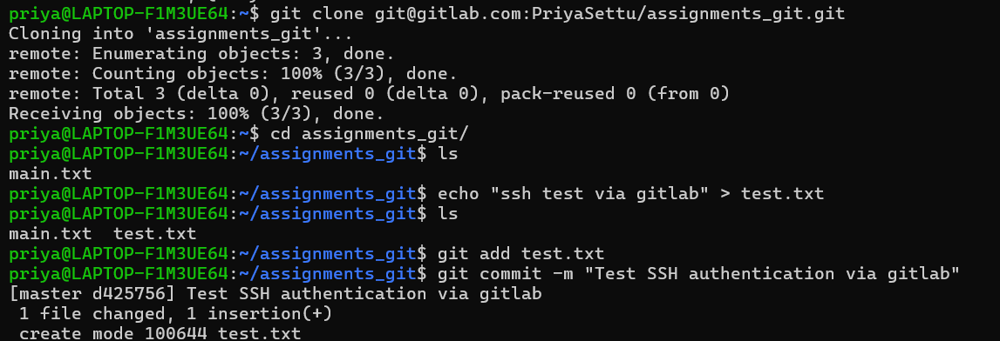 priya@LAPTOP-F1M3UE64:~$ git clone git@gitlab.com:PriyaSettu/assignments_git.git
Cloning into 'assignments_git'...
remote: Enumerating objects: 3, done.
remote: Counting objects: 100% (3/3), done.
remote: Total 3 (delta 0), reused 0 (delta 0), pack-reused 0 (from 0)
Receiving objects: 100% (3/3), done.
priya@LAPTOP-F1M3UE64:~$ cd assignments_git/
priya@LAPTOP-F1M3UE64:~/assignments_git$ ls
main.txt
priya@LAPTOP-F1M3UE64:~/assignments_git$ echo "ssh test via gitlab" > test.txt
priya@LAPTOP-F1M3UE64:~/assignments_git$ ls
main.txt  test.txt
priya@LAPTOP-F1M3UE64:~/assignments_git$ git add test.txt
priya@LAPTOP-F1M3UE64:~/assignments_git$ git commit -m "Test SSH authentication via gitlab"
[master d425756] Test SSH authentication via gitlab
 1 file changed, 1 insertion(+)
 create mode 100644 test.txt